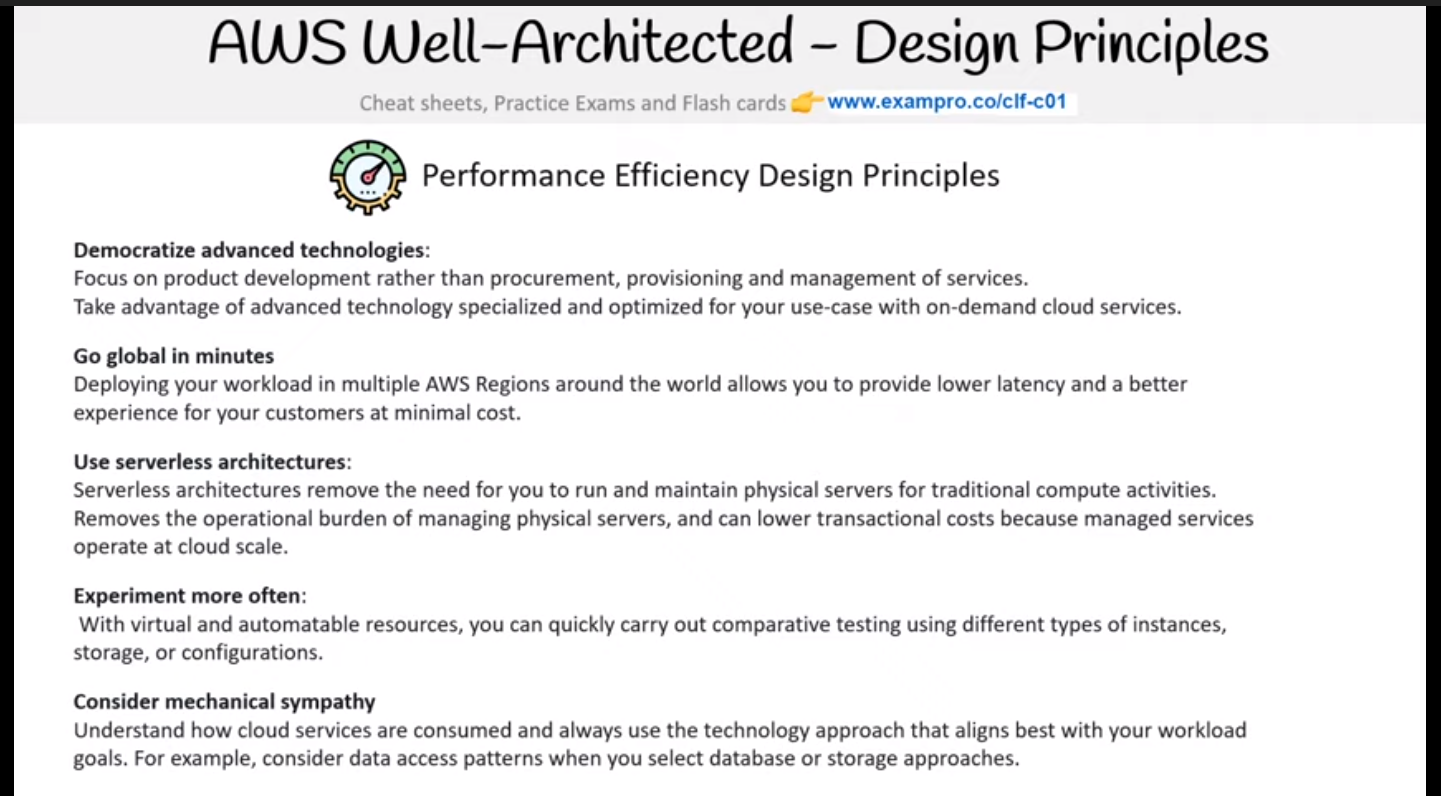 AWS Well-Architected - Design Principles
Cheat sheets, Practice Exams and Flash cards 👉 www.exampro.co/clf-c01
Performance Efficiency Design Principles
Democratize advanced technologies:
Focus on product development rather than procurement, provisioning and management of services.
Take advantage of advanced technology specialized and optimized for your use-case with on-demand cloud services.
Go global in minutes
Deploying your workload in multiple AWS Regions around the world allows you to provide lower latency and a better
experience for your customers at minimal cost.
Use serverless architectures:
Serverless architectures remove the need for you to run and maintain physical servers for traditional compute activities.
Removes the operational burden of managing physical servers, and can lower transactional costs because managed services
operate at cloud scale.
Experiment more often:
With virtual and automatable resources, you can quickly carry out comparative testing using different types of instances,
storage, or configurations.
Consider mechanical sympathy
Understand how cloud services are consumed and always use the technology approach that aligns best with your workload
goals. For example, consider data access patterns when you select database or storage approaches.